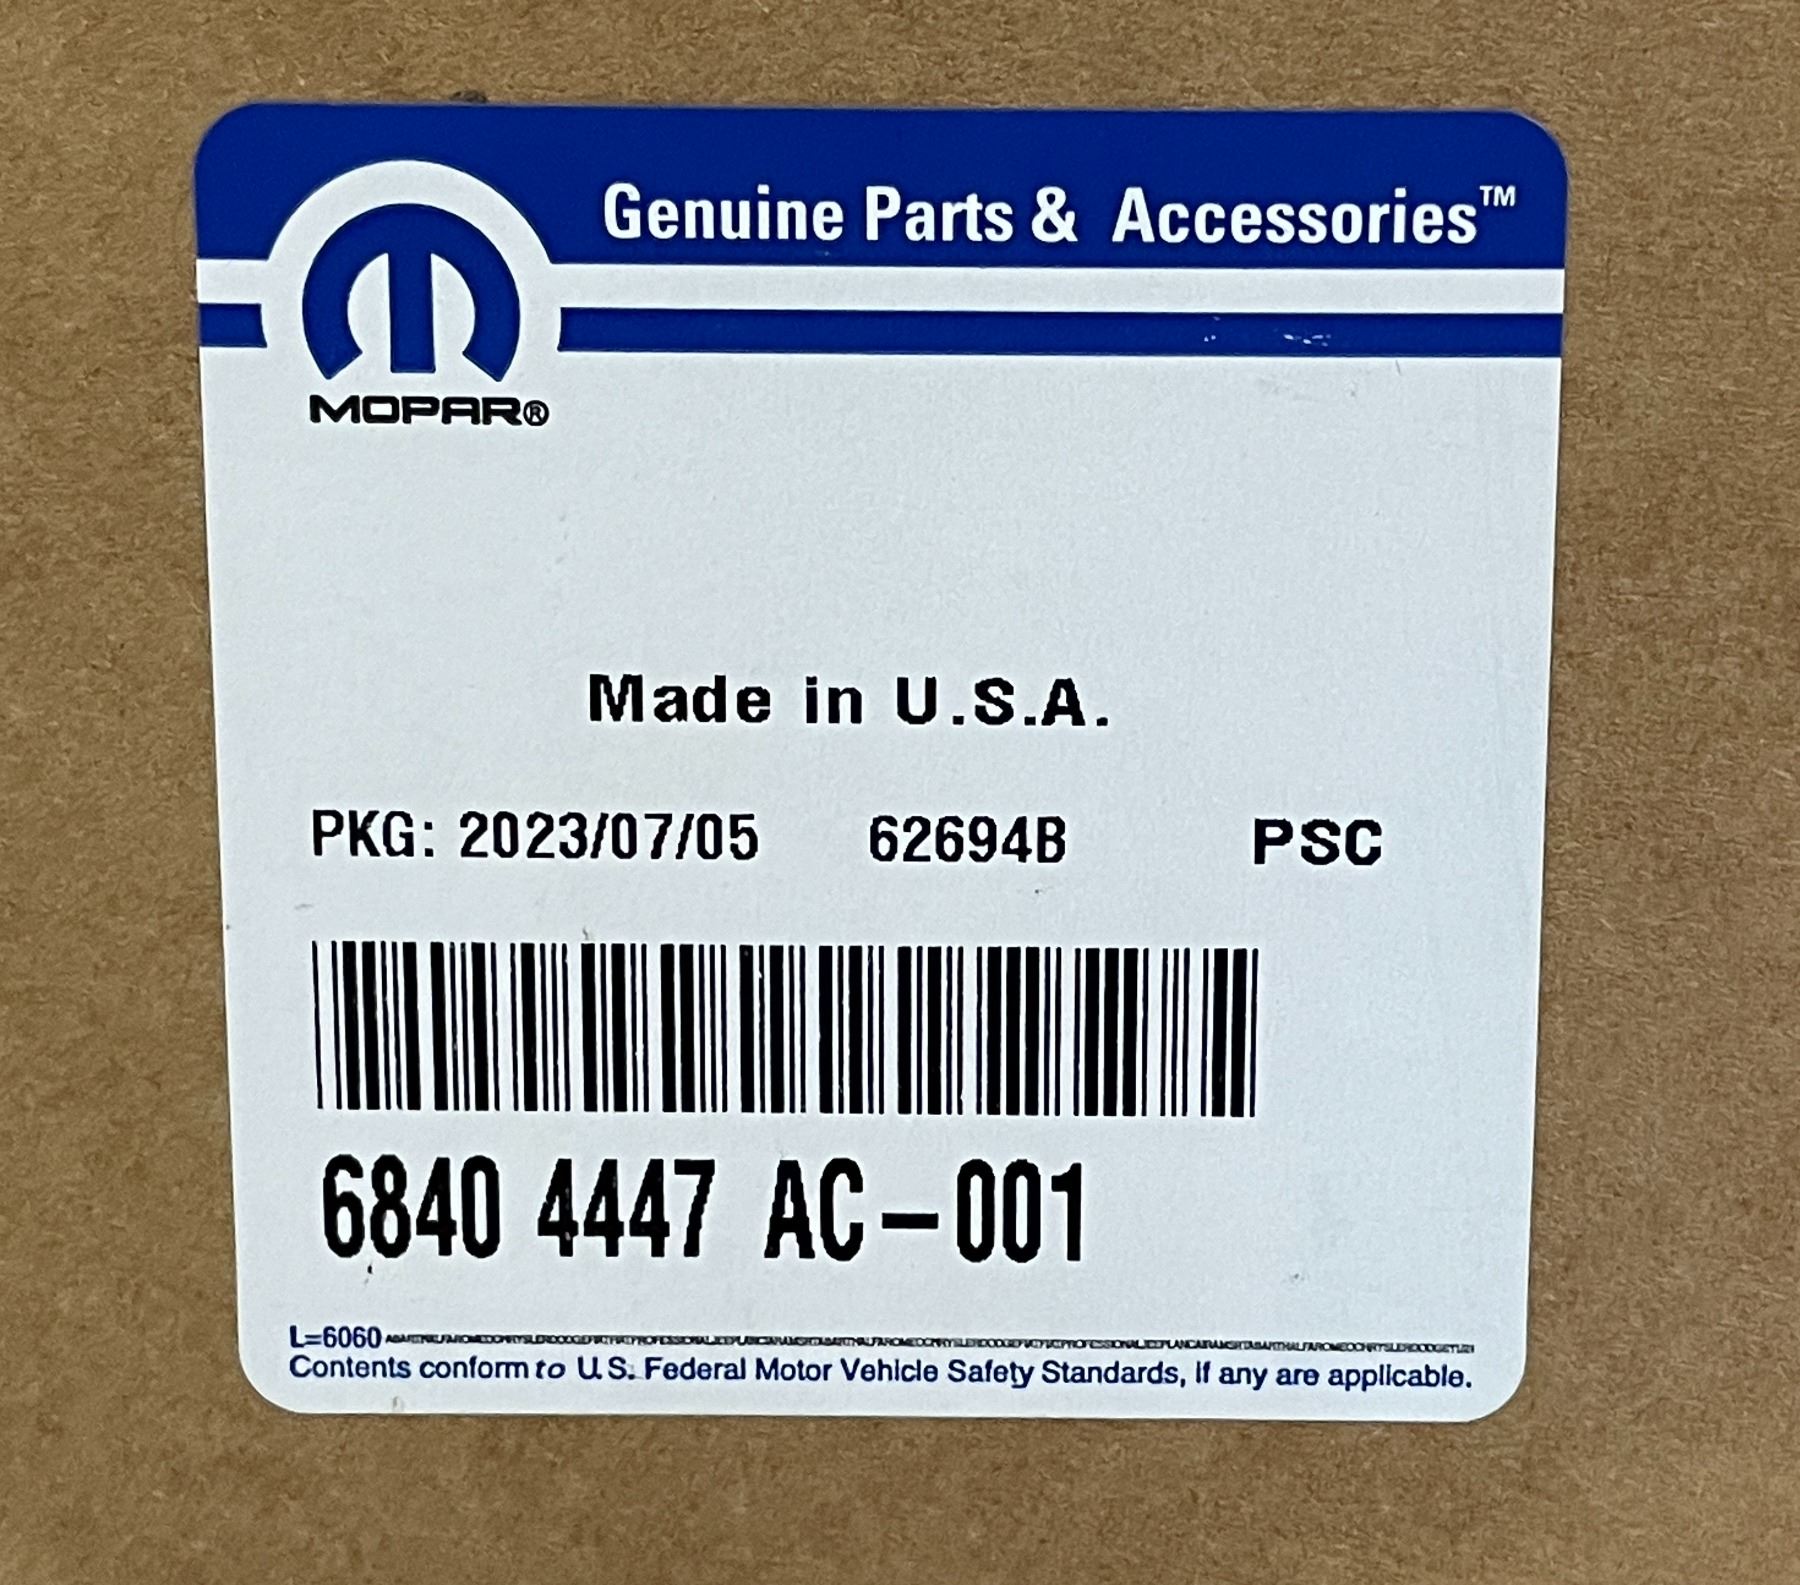 Genuine Parts & Accessories™
MOPAR®
Made in U.S.A.
PKG: 2023/07/05 62694B PSC
6840 4447 AC-001
L=6060
Contents conform to U.S. Federal Motor Vehicle Safety Standards, if any are applicable.